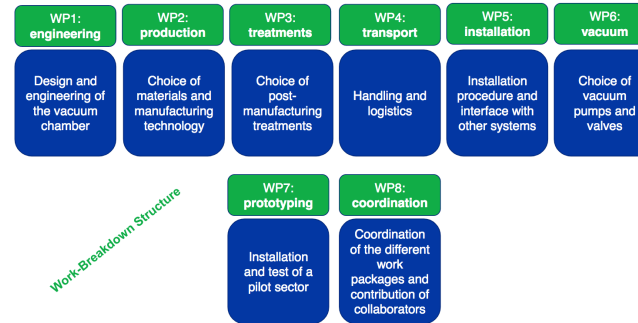 WP1:
engineering
Design and
engineering of
the vacuum
chamber
WP2:
production
Choice of
materials and
manufacturing
technology
WP3:
treatments
Choice of
post-
manufacturing
treatments
WP4:
transport
Handling and
logistics
WP5:
installation
Installation
procedure and
interface with
other systems
WP6:
vacuum
Choice of
vacuum
pumps and
valves
Work-Breakdown Structure
WP7:
prototyping
Installation
and test of a
pilot sector
WP8:
coordination
Coordination
of the different
work
packages and
contribution of
collaborators